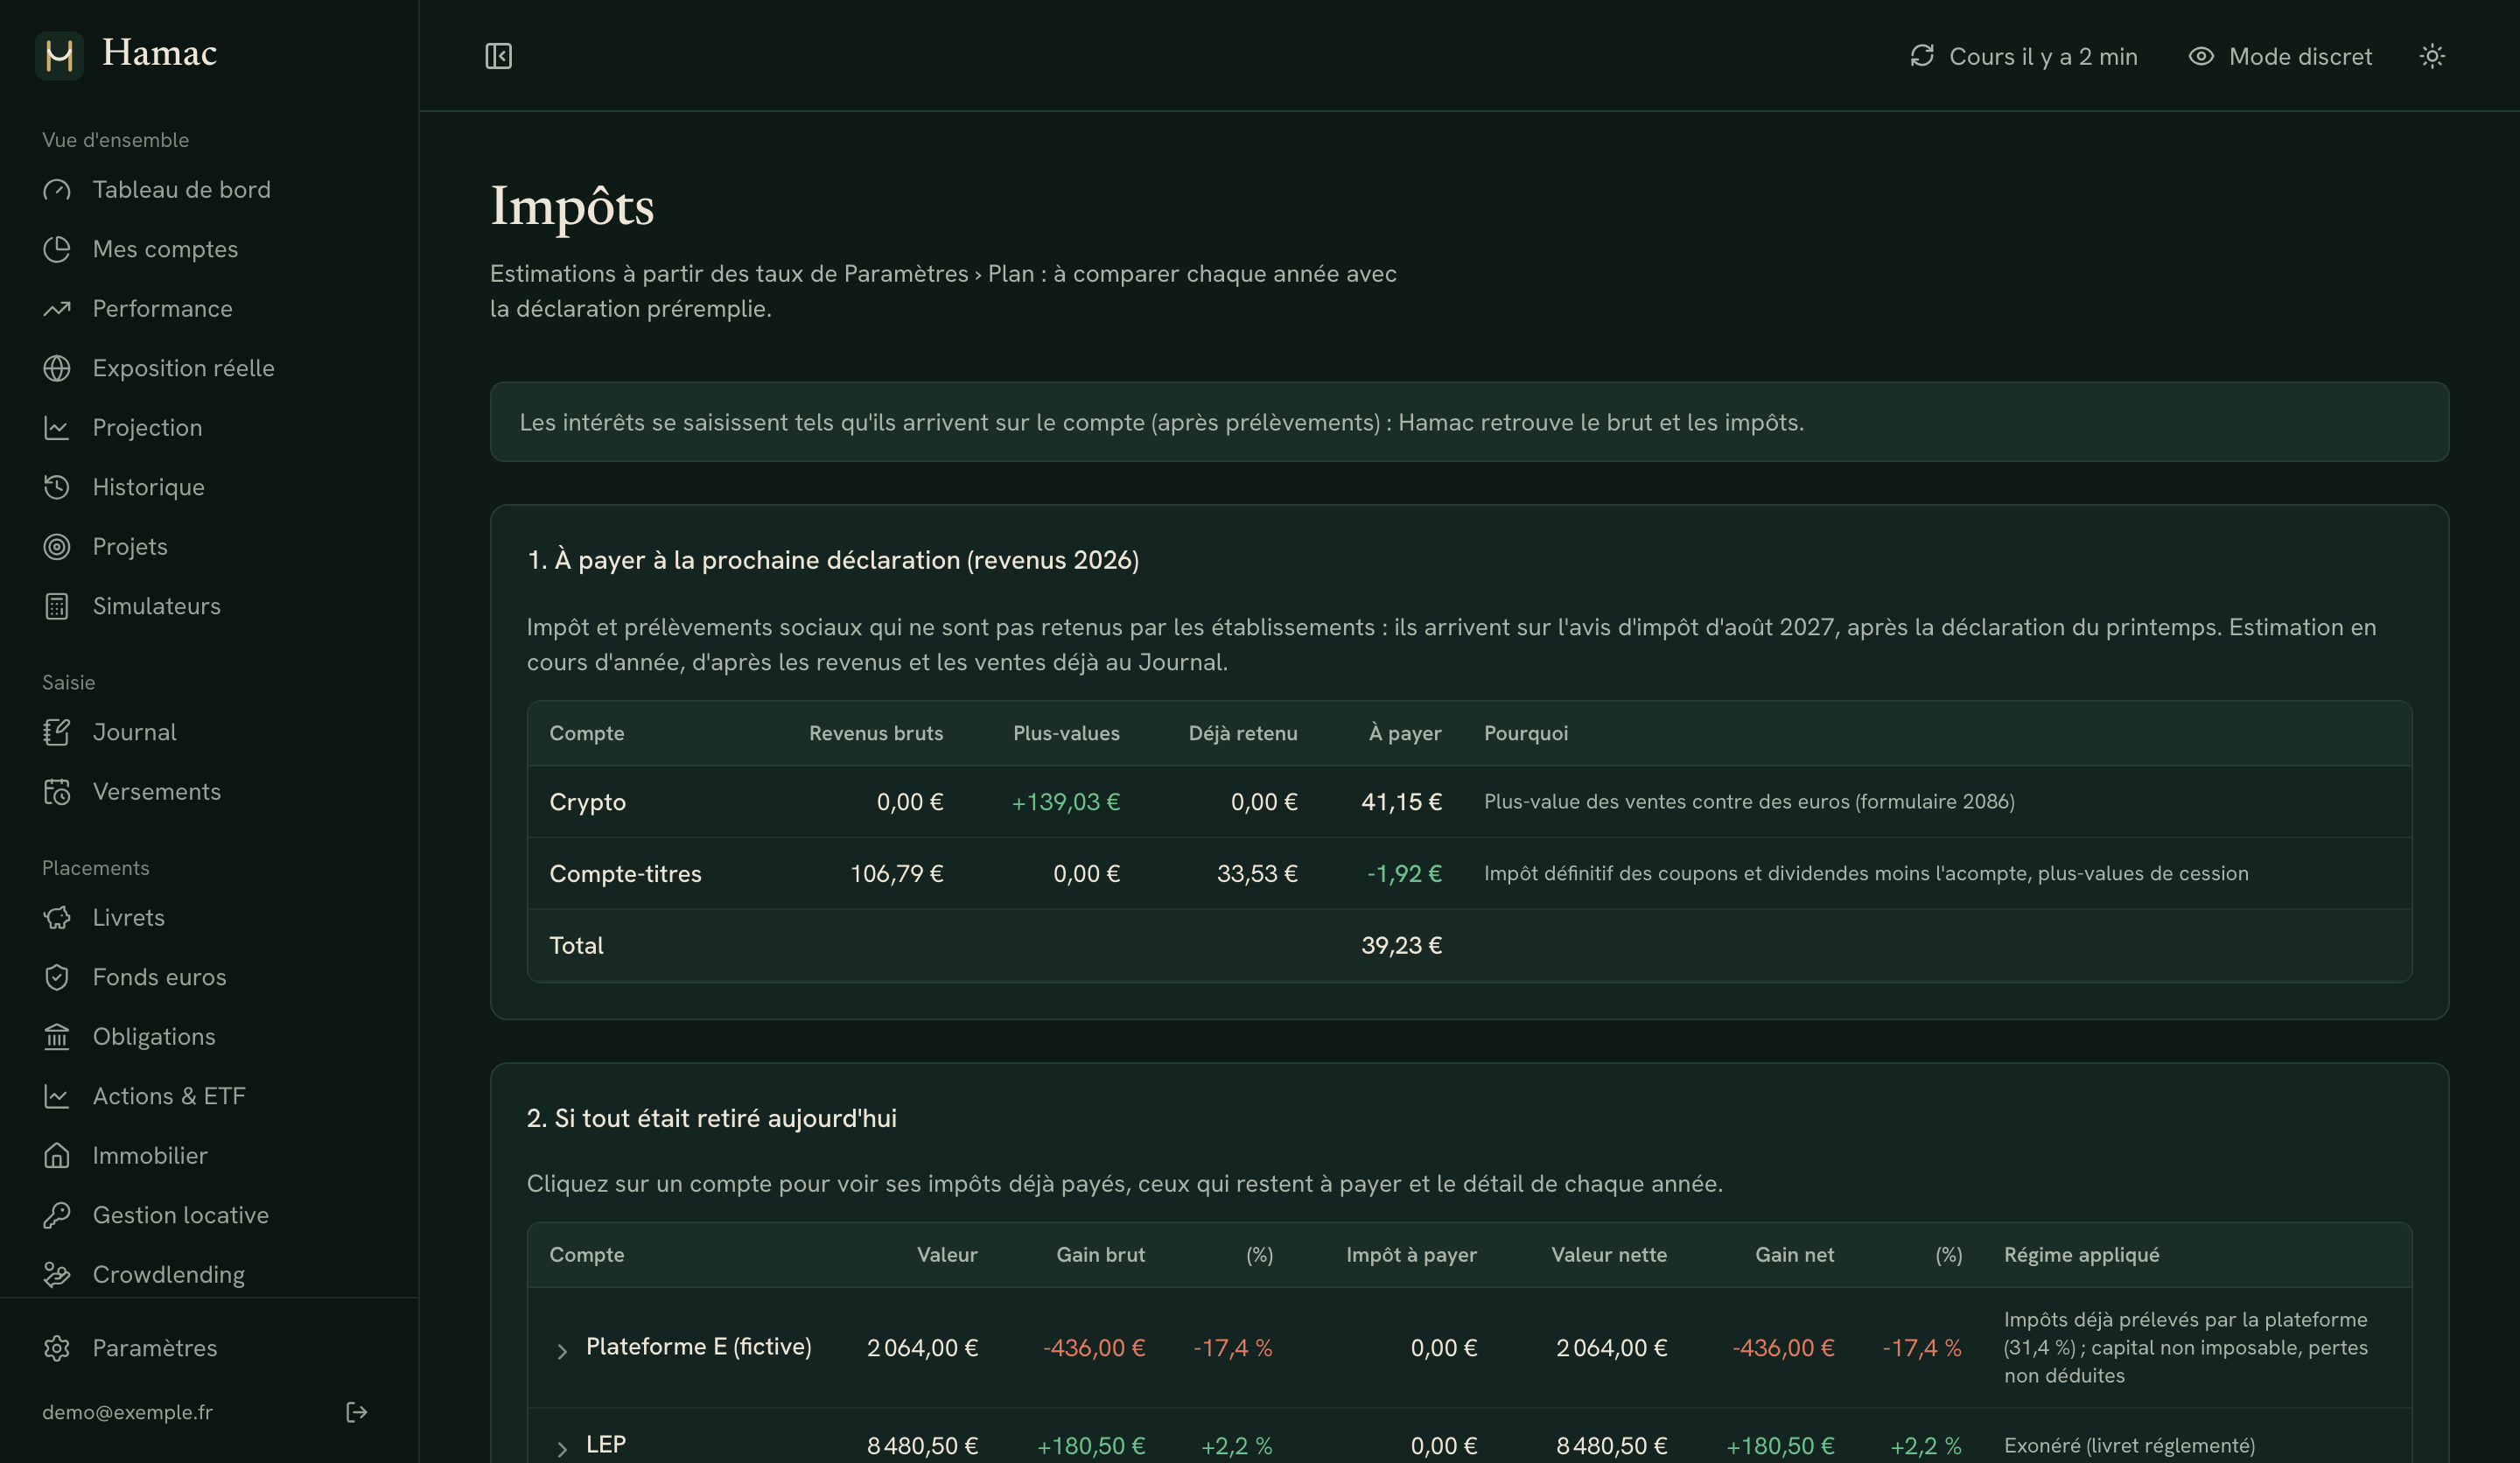 Hamac
Cours il y a 2 min
Mode discret
Vue d'ensemble
Tableau de bord
Mes comptes
Performance
Exposition réelle
Projection
Historique
Projets
Simulateurs
Saisie
Journal
Versements
Placements
Livrets
Fonds euros
Obligations
Actions & ETF
Immobilier
Gestion locative
Crowdlending
Paramètres
demo@exemple.fr
Impôts
Estimations à partir des taux de Paramètres › Plan : à comparer chaque année avec
la déclaration préremplie.
Les intérêts se saisissent tels qu'ils arrivent sur le compte (après prélèvements) : Hamac retrouve le brut et les impôts.
1. À payer à la prochaine déclaration (revenus 2026)
Impôt et prélèvements sociaux qui ne sont pas retenus par les établissements : ils arrivent sur l'avis d'impôt d'août 2027, après la déclaration du printemps. Estimation en
cours d'année, d'après les revenus et les ventes déjà au Journal.
Compte Revenus bruts Plus-values Déjà retenu À payer Pourquoi
Crypto 0,00 € +139,03 € 0,00 € 41,15 € Plus-value des ventes contre des euros (formulaire 2086)
Compte-titres 106,79 € 0,00 € 33,53 € -1,92 € Impôt définitif des coupons et dividendes moins l'acompte, plus-values de cession
Total 39,23 €
2. Si tout était retiré aujourd'hui
Cliquez sur un compte pour voir ses impôts déjà payés, ceux qui restent à payer et le détail de chaque année.
Compte Valeur Gain brut (%) Impôt à payer Valeur nette Gain net (%) Régime appliqué
Plateforme E (fictive) 2 064,00 € -436,00 € -17,4 % 0,00 € 2 064,00 € -436,00 € -17,4 % Impôts déjà prélevés par la plateforme
(31,4 %) ; capital non imposable, pertes
non déduites
LEP 8 480,50 € +180,50 € +2,2 % 0,00 € 8 480,50 € +180,50 € +2,2 % Exonéré (livret réglementé)